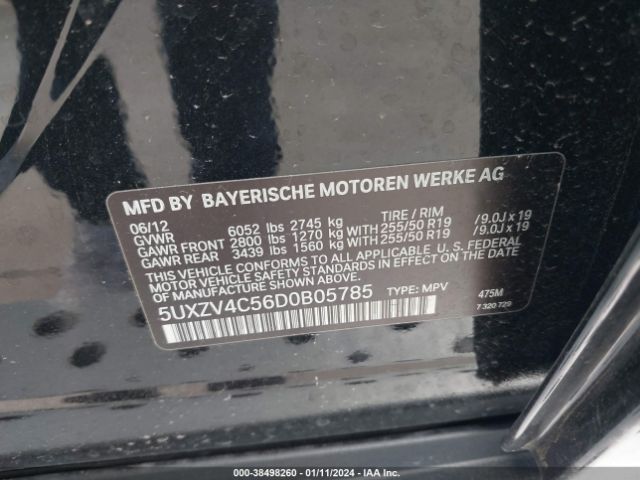 MFD BY BAYERISCHE MOTOREN WERKE AG
06/12 TIRE / RIM
GVWR 6052 lbs 2745 kg
GAWR FRONT 2800 lbs 1270 kg WITH 255/50 R19 /9.0J x 19
GAWR REAR 3439 lbs 1560 kg WITH 255/50 R19 /9.0J x 19
THIS VEHICLE CONFORMS TO ALL APPLICABLE U.S. FEDERAL
MOTOR VEHICLE SAFETY STANDARDS IN EFFECT ON THE DATE
OF MANUFACTURE SHOWN ABOVE.
5UXZV4C56D0B05785 TYPE: MPV 475M
7 320 729
000-38498260 - 01/11/2024 - IAA Inc.